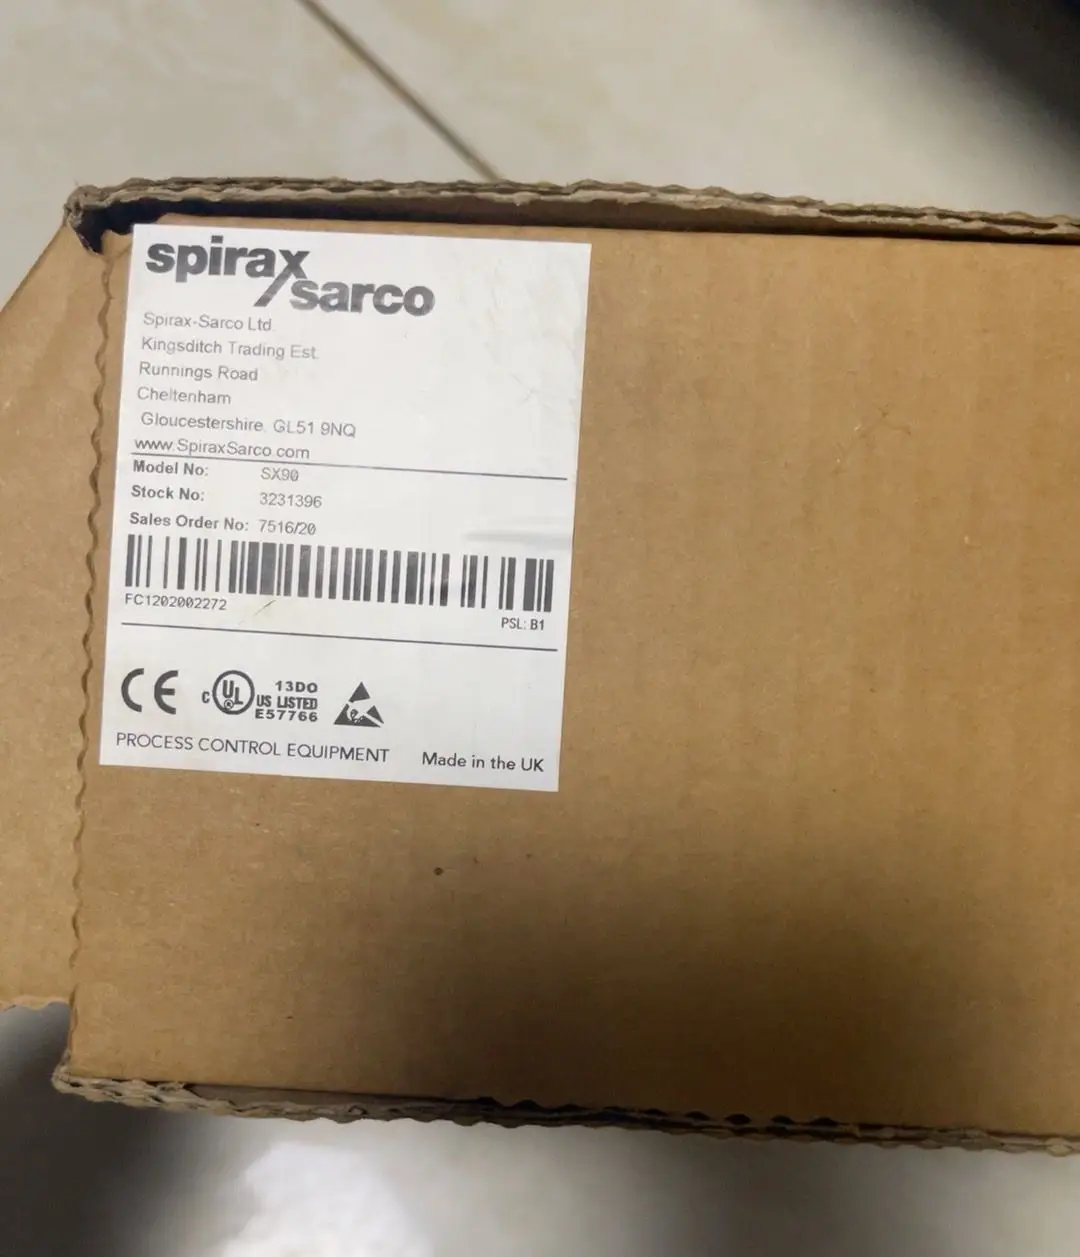 spirax
sarco
Spirax-Sarco Ltd.
Kingsditch Trading Est.
Runnings Road
Cheltenham
Gloucestershire. GL51 9NQ
www.SpiraxSarco.com
Model No: SX90
Stock No: 3231396
Sales Order No: 7516/20
FC1202002272
PSL: B1
CE
C UL US LISTED 13DO E57766
PROCESS CONTROL EQUIPMENT Made in the UK